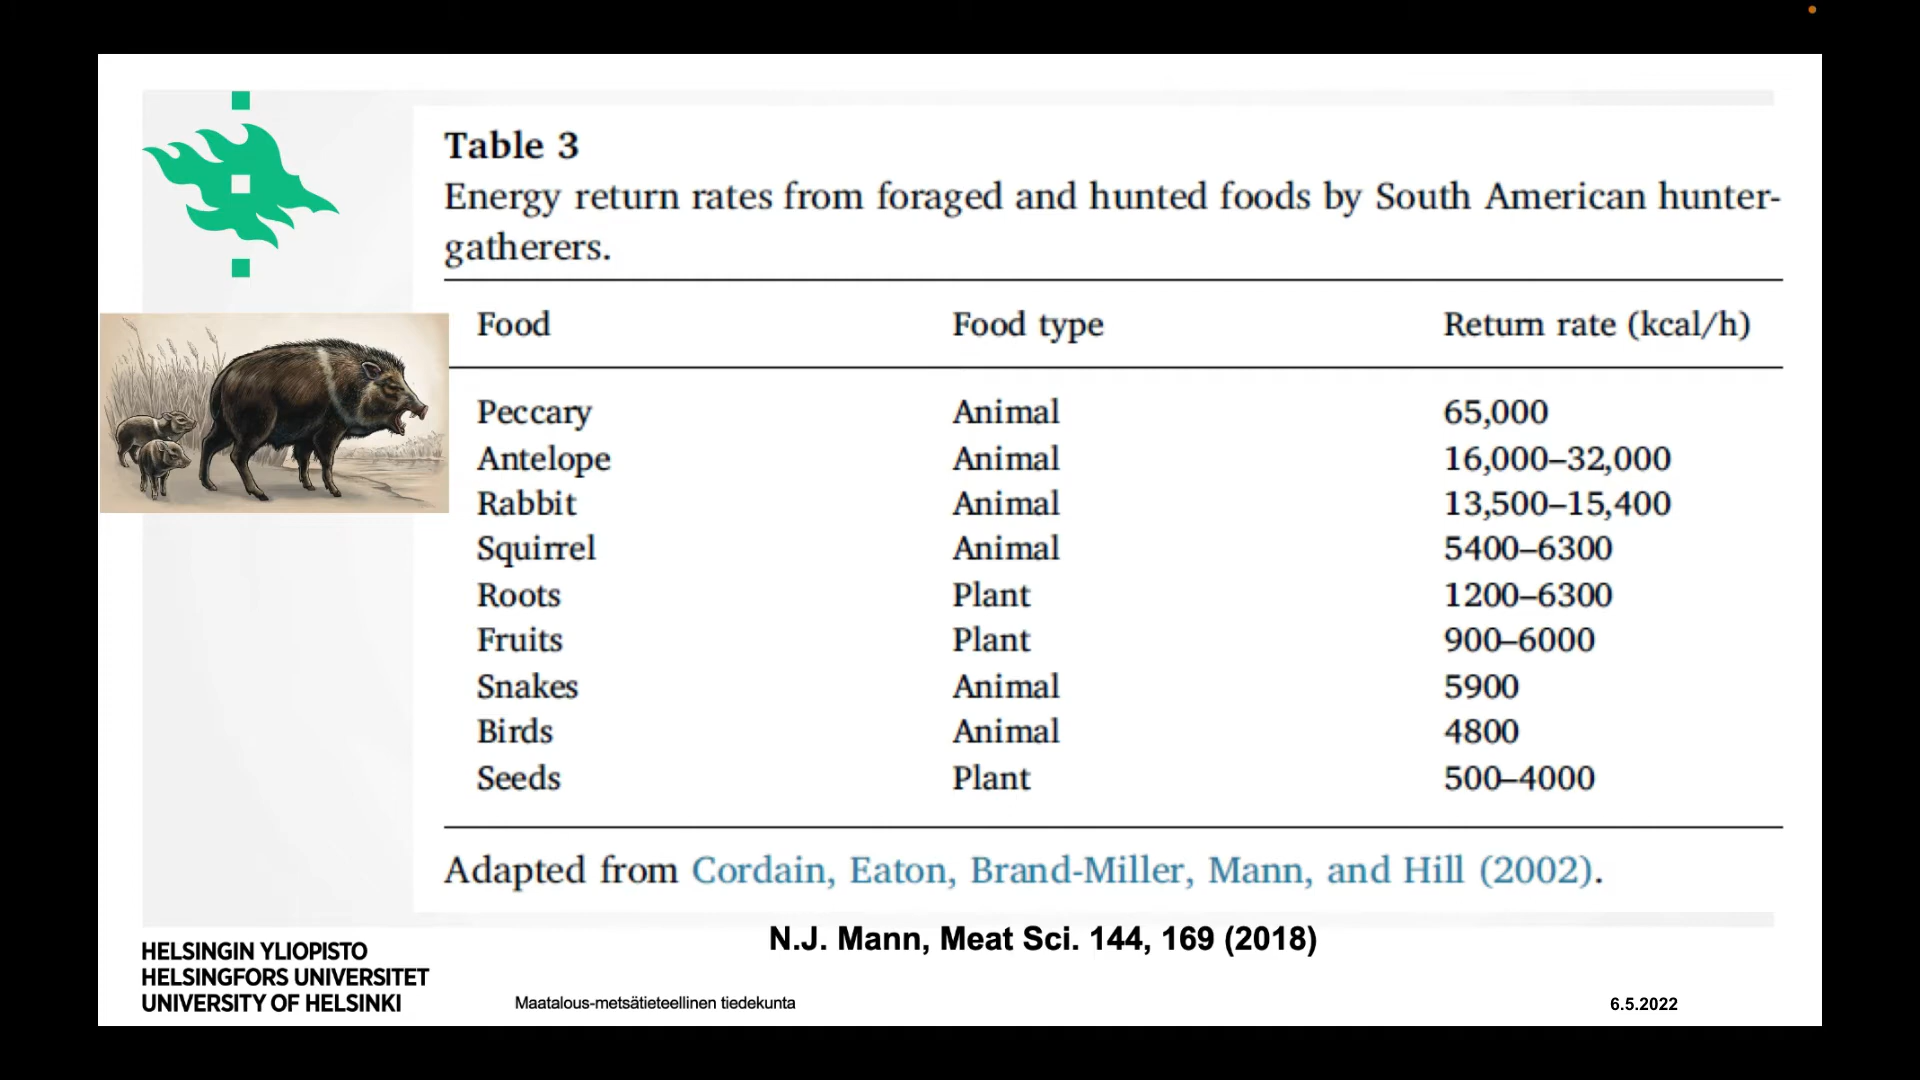 Table 3
Energy return rates from foraged and hunted foods by South American hunter-
gatherers.
Food Food type Return rate (kcal/h)
Peccary Animal 65,000
Antelope Animal 16,000–32,000
Rabbit Animal 13,500–15,400
Squirrel Animal 5400–6300
Roots Plant 1200–6300
Fruits Plant 900–6000
Snakes Animal 5900
Birds Animal 4800
Seeds Plant 500–4000
Adapted from Cordain, Eaton, Brand-Miller, Mann, and Hill (2002).
N.J. Mann, Meat Sci. 144, 169 (2018)
HELSINGIN YLIOPISTO
HELSINGFORS UNIVERSITET
UNIVERSITY OF HELSINKI
Maatalous-metsätieteellinen tiedekunta
6.5.2022